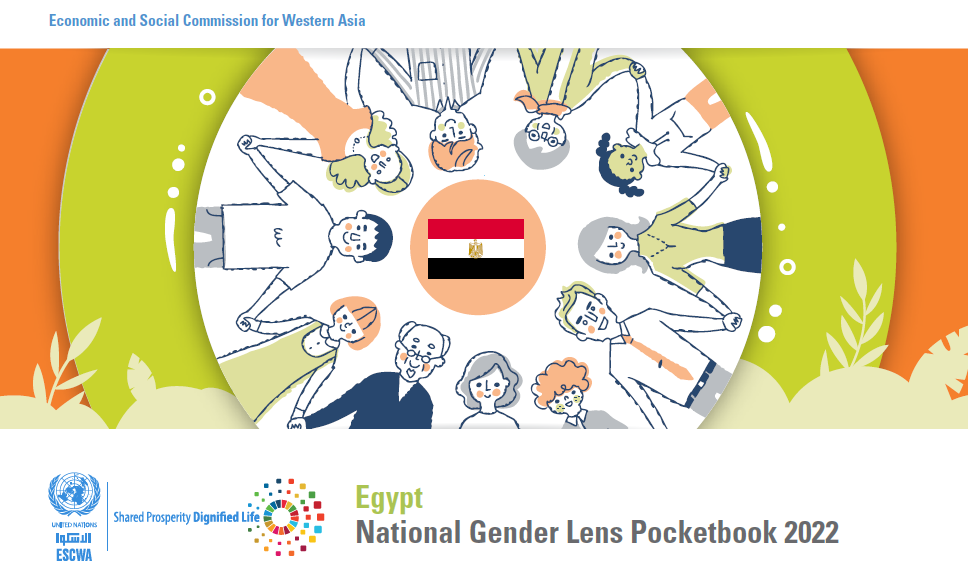 Economic and Social Commission for Western Asia
UNITED NATIONS
الإسكوا
ESCWA
Shared Prosperity Dignified Life
Egypt
National Gender Lens Pocketbook 2022